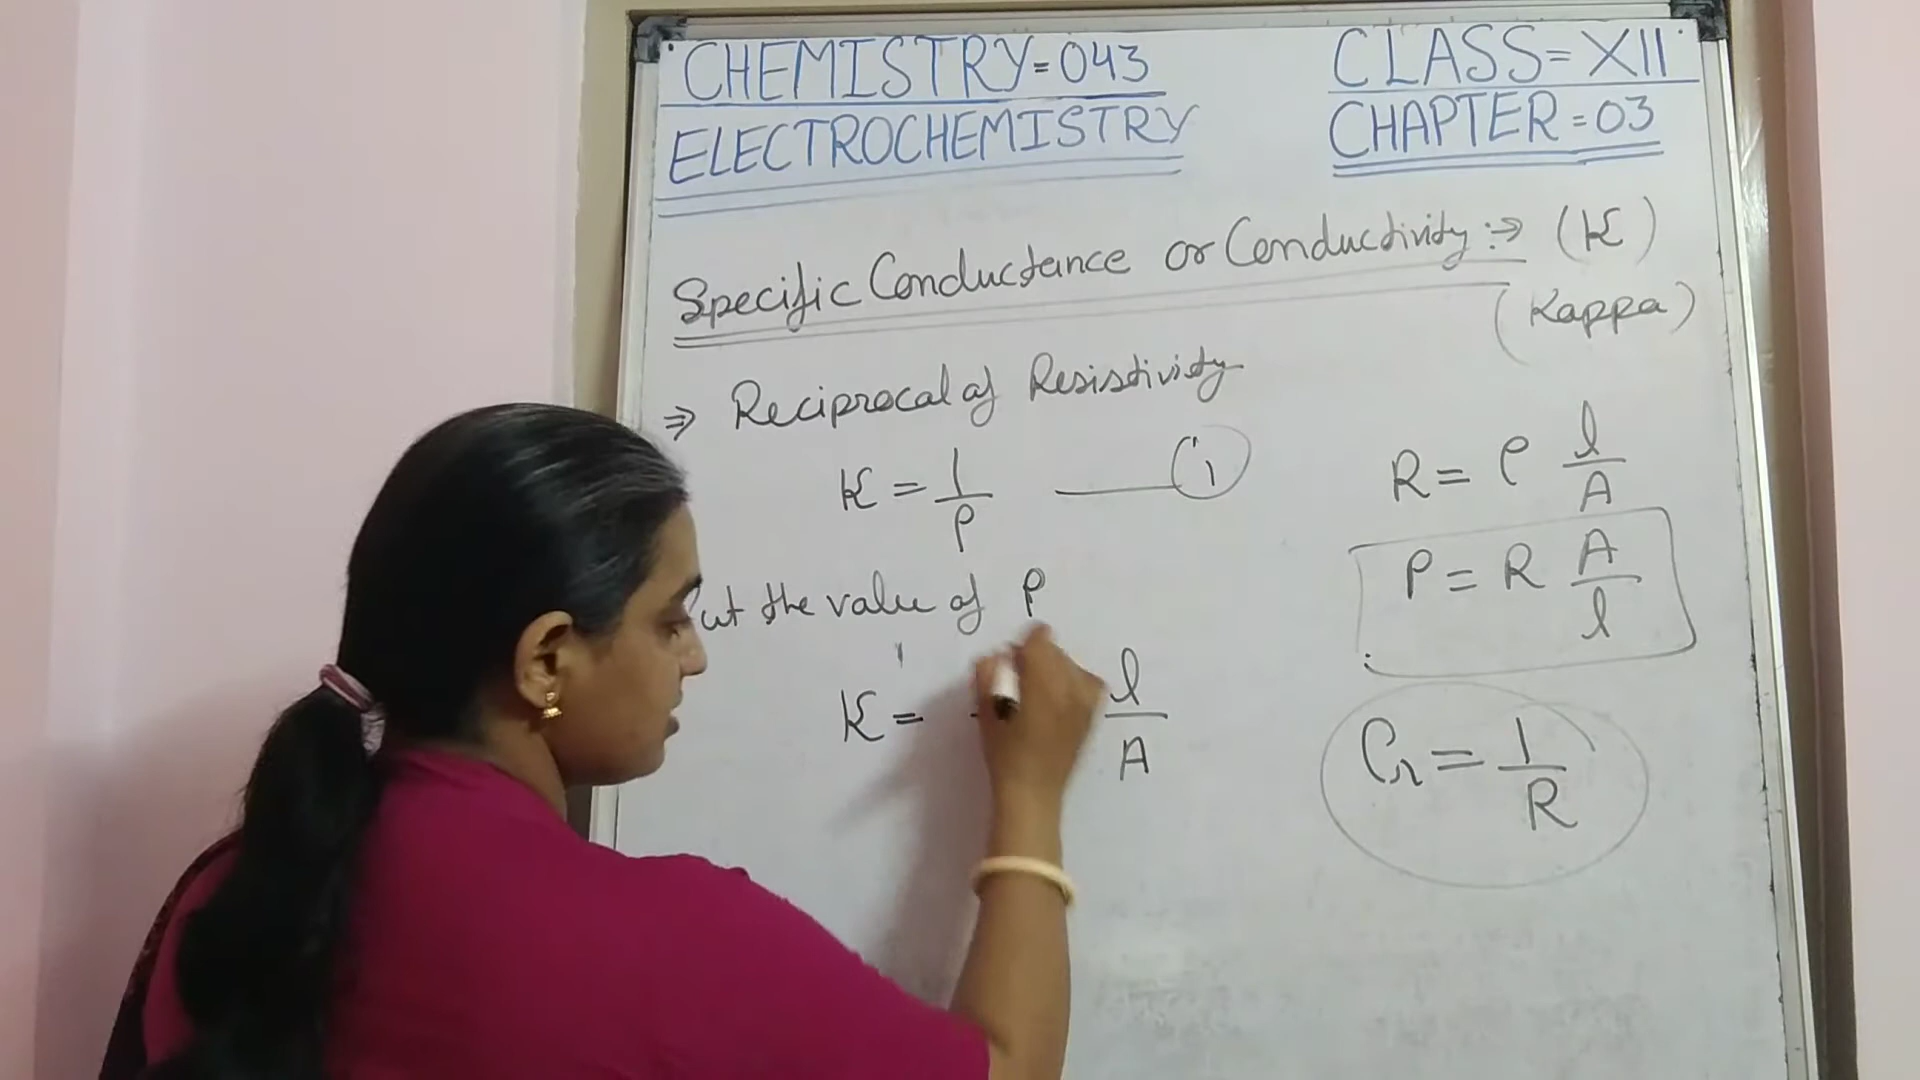 CHEMISTRY=043 CLASS=XII
ELECTROCHEMISTRY CHAPTER=03
Specific Conductance or Conductivity :⇒ (K)
(Kappa)
⇒ Reciprocal of Resistivity
K = 1/ρ —— (1)
ut the value of ρ
K = l/A
R = ρ l/A
ρ = R A/l
G = 1/R